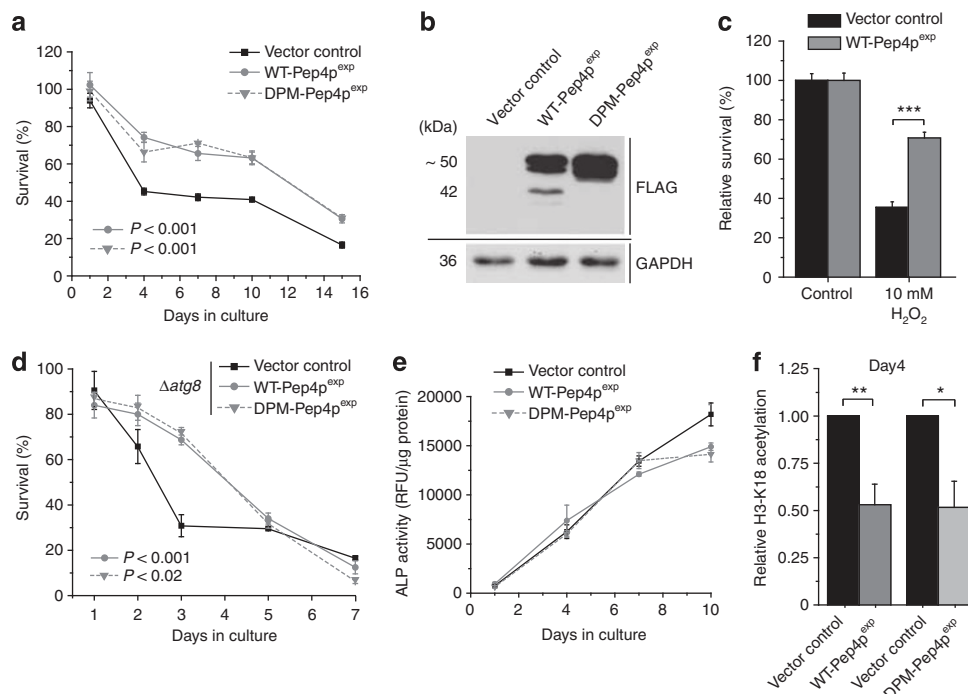 a
120
100
80
60
40
20
0
Survival (%)
0 2 4 6 8 10 12 14 16
Days in culture
Vector control
WT-Pep4p^exp
DPM-Pep4p^exp
P < 0.001
P < 0.001
b
Vector control
WT-Pep4p^exp
DPM-Pep4p^exp
(kDa)
~ 50
42
36
FLAG
GAPDH
c
Vector control
WT-Pep4p^exp
120
100
80
60
40
20
0
Relative survival (%)
***
Control
10 mM
H₂O₂
d
Δatg8
Vector control
WT-Pep4p^exp
DPM-Pep4p^exp
100
80
60
40
20
0
Survival (%)
P < 0.001
P < 0.02
1 2 3 4 5 6 7
Days in culture
e
Vector control
WT-Pep4p^exp
DPM-Pep4p^exp
20000
15000
10000
5000
0
ALP activity (RFU/µg protein)
0 2 4 6 8 10
Days in culture
f
Day4
**
*
1.00
0.75
0.50
1.25
0
Relative H3-K18 acetylation
Vector control
WT-Pep4p^exp
Vector control
DPM-Pep4p^exp